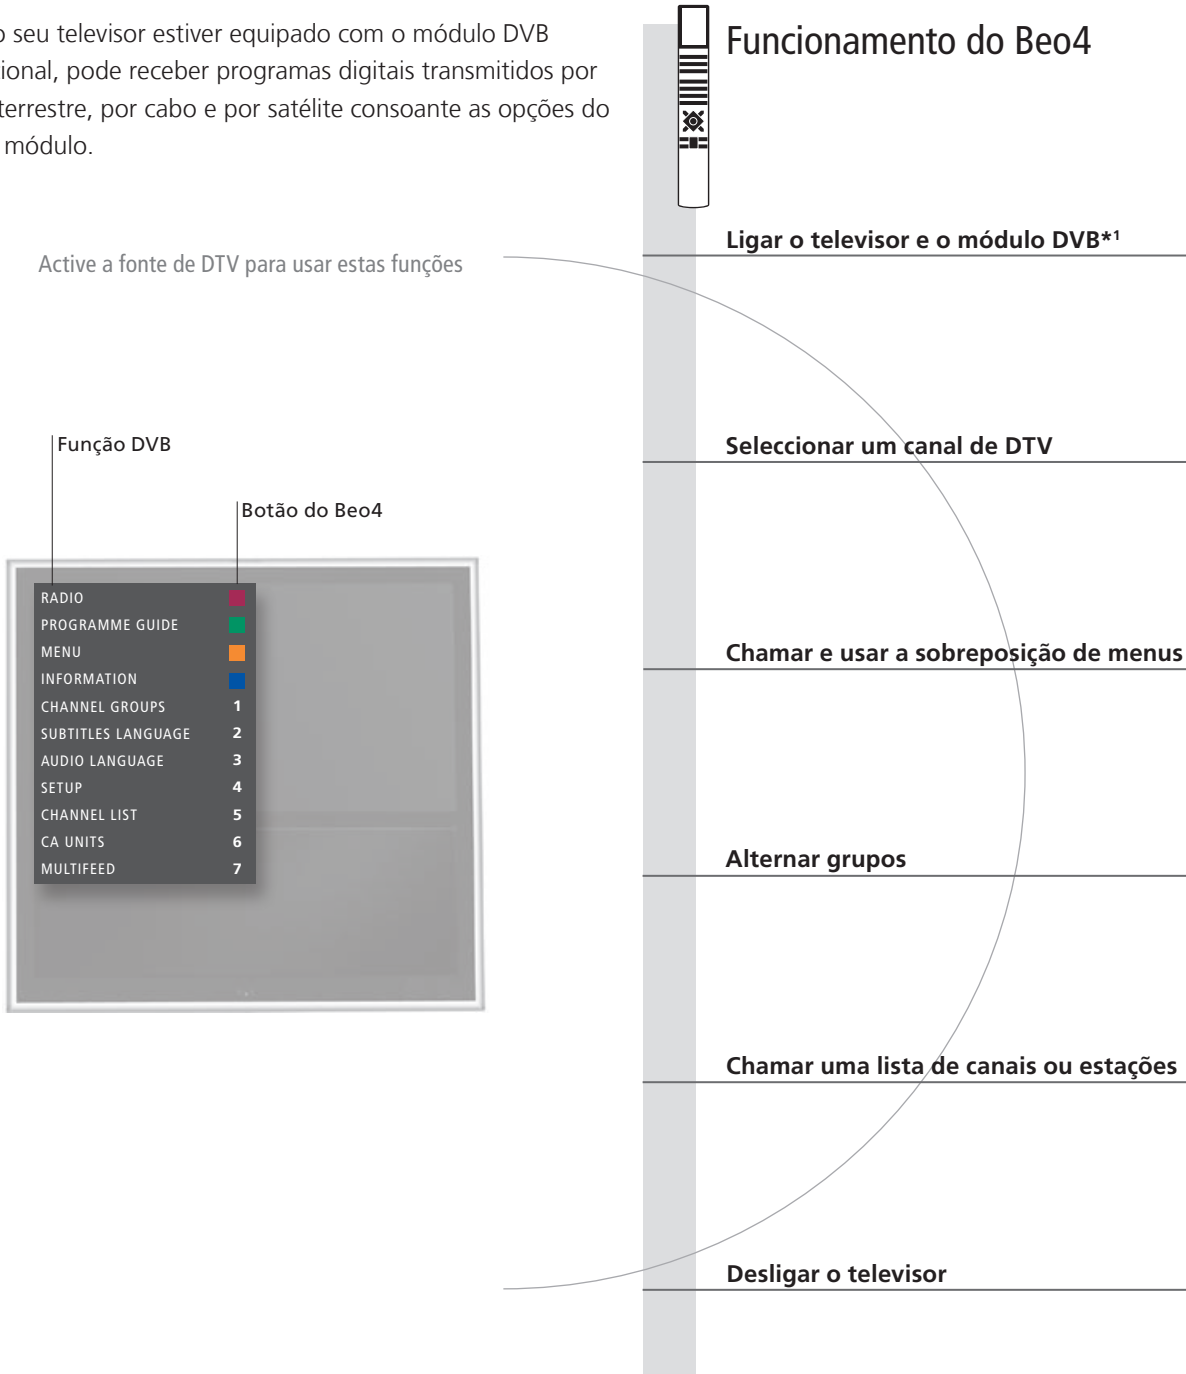 o seu televisor estiver equipado com o módulo DVB
cional, pode receber programas digitais transmitidos por
terrestre, por cabo e por satélite consoante as opções do
módulo.
Active a fonte de DTV para usar estas funções
Função DVB
Botão do Beo4
RADIO
PROGRAMME GUIDE
MENU
INFORMATION
CHANNEL GROUPS 1
SUBTITLES LANGUAGE 2
AUDIO LANGUAGE 3
SETUP 4
CHANNEL LIST 5
CA UNITS 6
MULTIFEED 7
Funcionamento do Beo4
Ligar o televisor e o módulo DVB*1
Seleccionar um canal de DTV
Chamar e usar a sobreposição de menus
Alternar grupos
Chamar uma lista de canais ou estações
Desligar o televisor